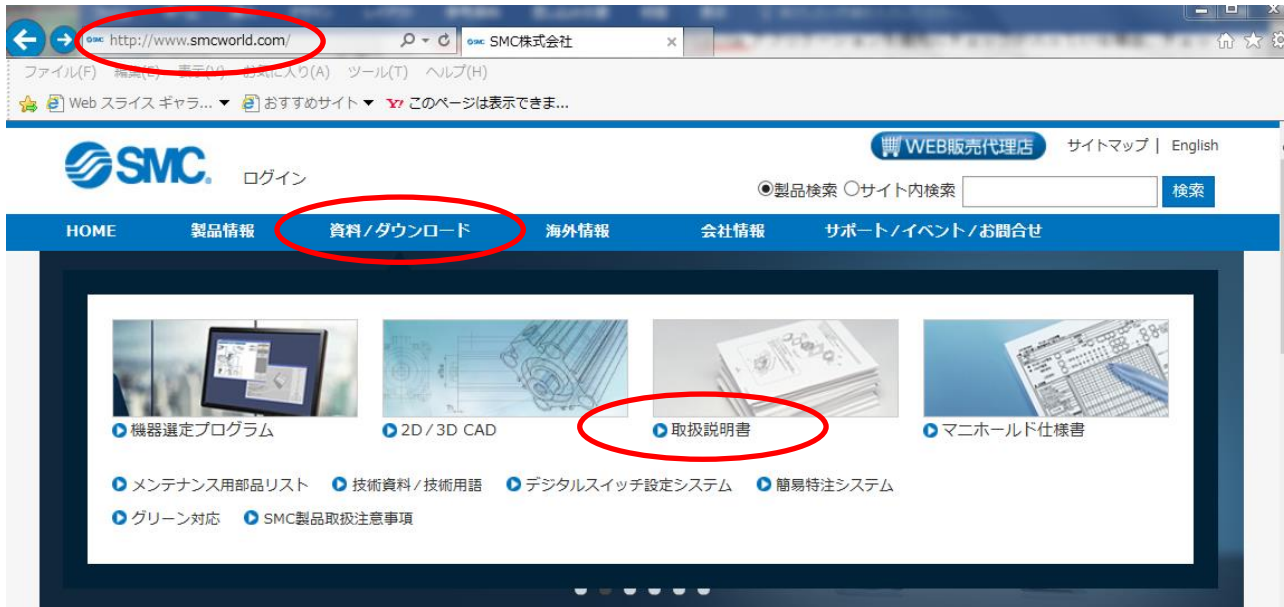 http://www.smcworld.com/ SMC株式会社
ファイル(F) 編集(E) 表示(V) お気に入り(A) ツール(T) ヘルプ(H)
Web スライス ギャラ... おすすめサイト このページは表示できま...
WEB販売代理店 サイトマップ | English
SMC. ログイン
製品検索 サイト内検索 検索
HOME 製品情報 資料/ダウンロード 海外情報 会社情報 サポート/イベント/お問合せ
機器選定プログラム 2D/3D CAD 取扱説明書 マニホールド仕様書
メンテナンス用部品リスト 技術資料/技術用語 デジタルスイッチ設定システム 簡易特注システム
グリーン対応 SMC製品取扱注意事項